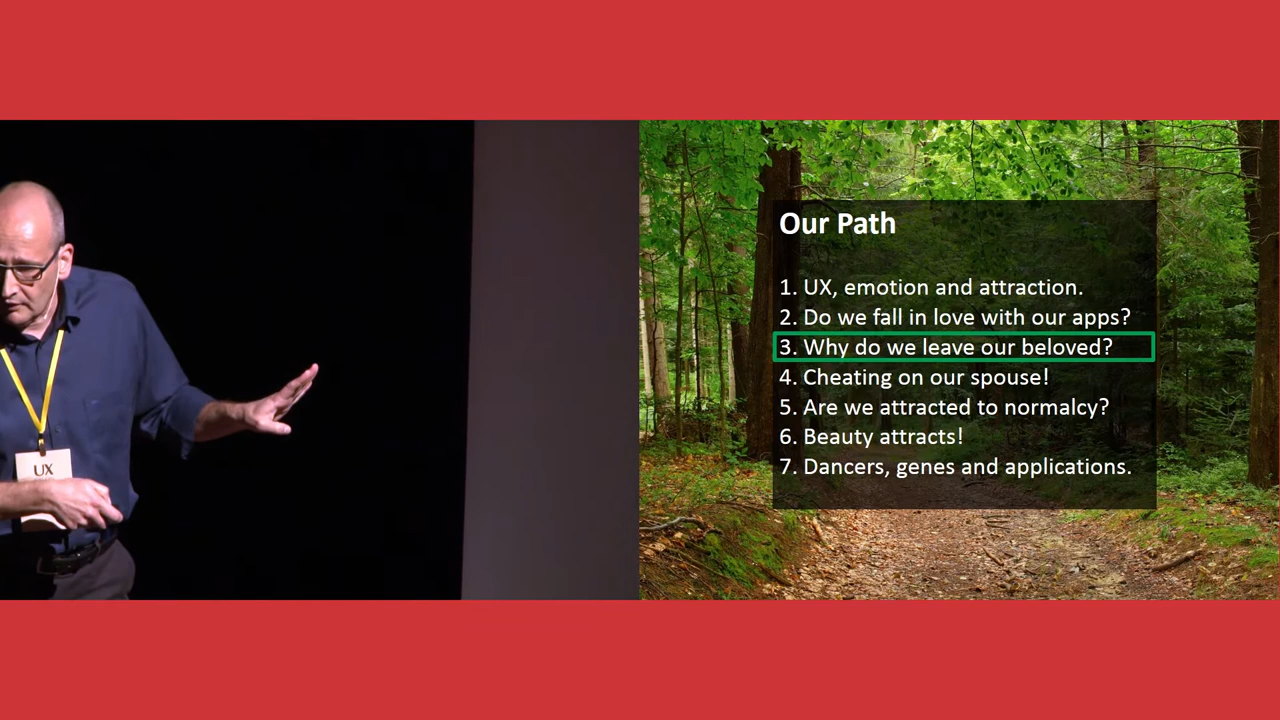 UX
Our Path
1. UX, emotion and attraction.
2. Do we fall in love with our apps?
3. Why do we leave our beloved?
4. Cheating on our spouse!
5. Are we attracted to normalcy?
6. Beauty attracts!
7. Dancers, genes and applications.